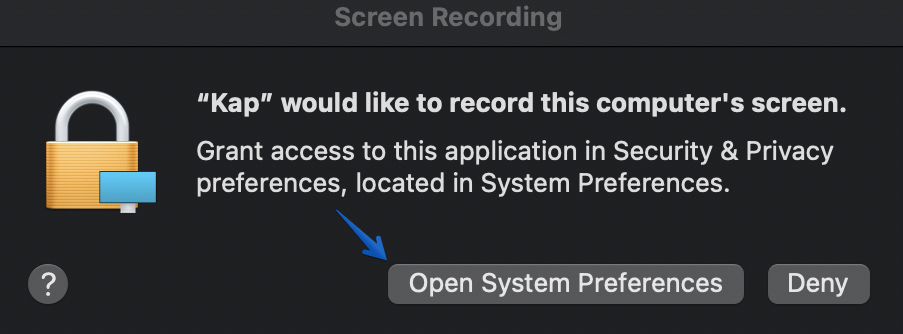 Screen Recording
“Kap” would like to record this computer's screen.
Grant access to this application in Security & Privacy
preferences, located in System Preferences.
?
Open System Preferences
Deny